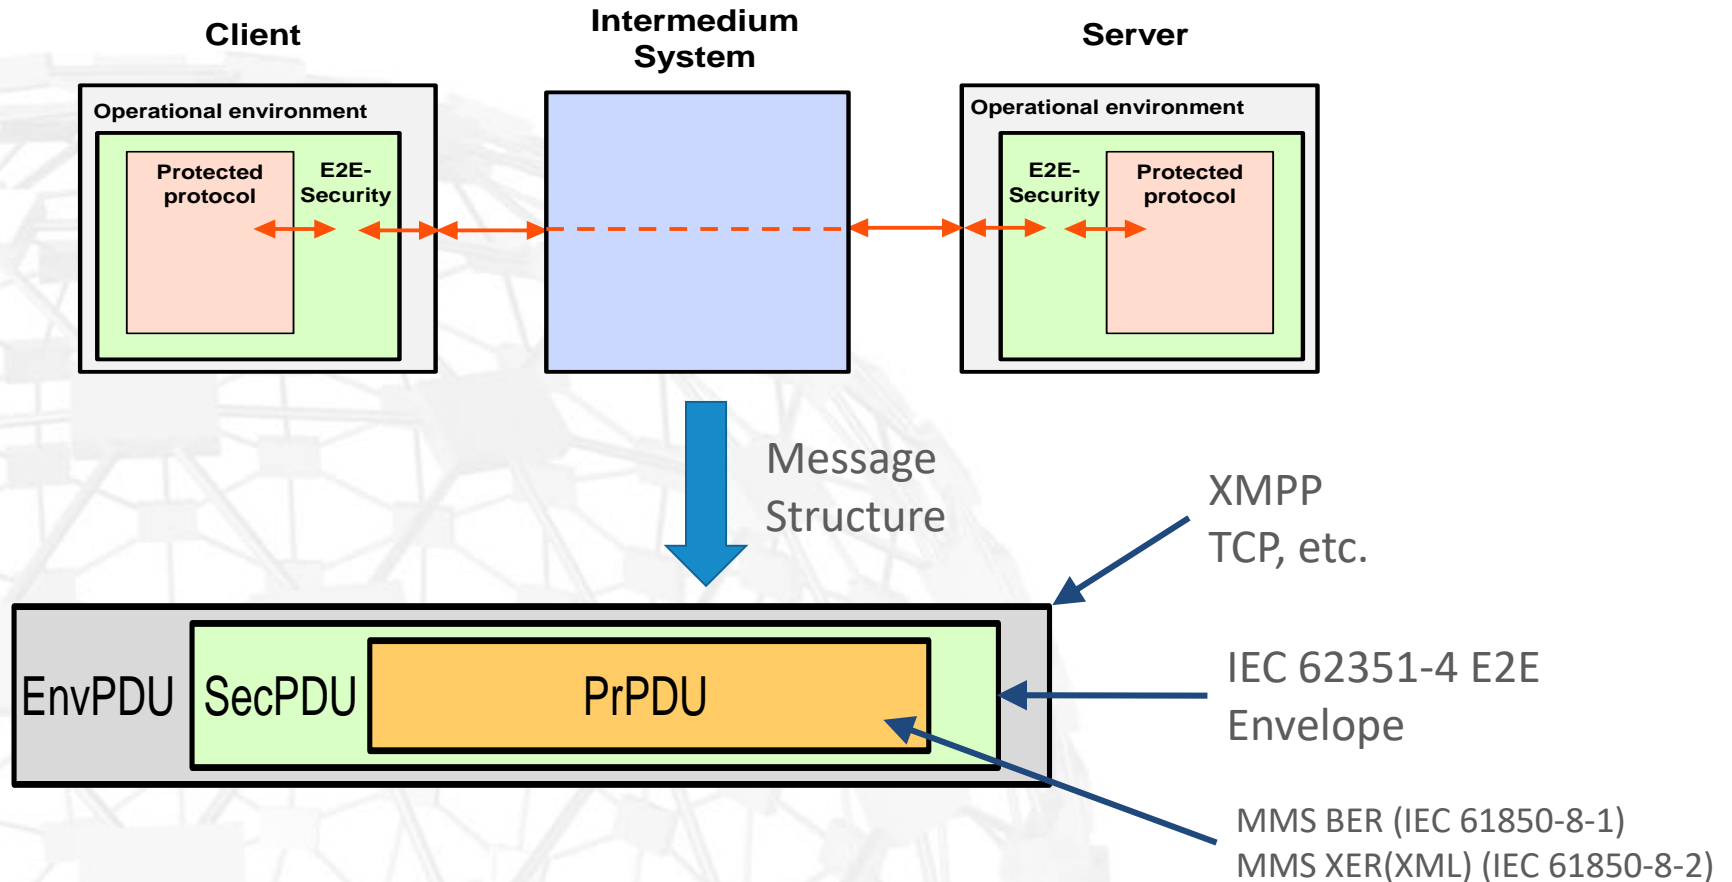 Client
Intermedium
System
Server
Operational environment
Protected
protocol
E2E-
Security
Operational environment
E2E-
Security
Protected
protocol
Message
Structure
XMPP
TCP, etc.
EnvPDU
SecPDU
PrPDU
IEC 62351-4 E2E
Envelope
MMS BER (IEC 61850-8-1)
MMS XER(XML) (IEC 61850-8-2)